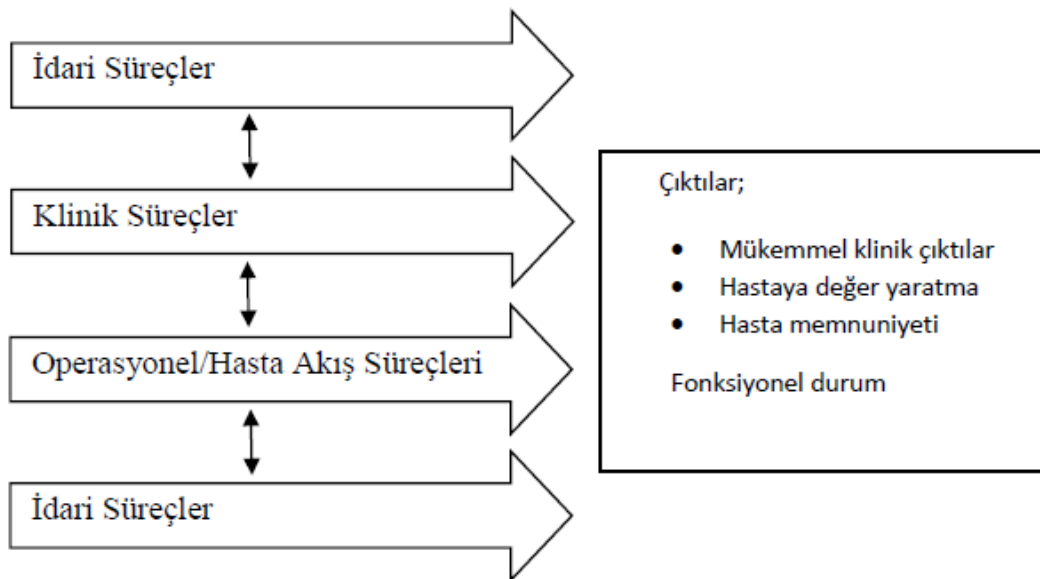 İdari Süreçler
Klinik Süreçler
Operasyonel/Hasta Akış Süreçleri
İdari Süreçler
Çıktılar;
• Mükemmel klinik çıktılar
• Hastaya değer yaratma
• Hasta memnuniyeti
Fonksiyonel durum